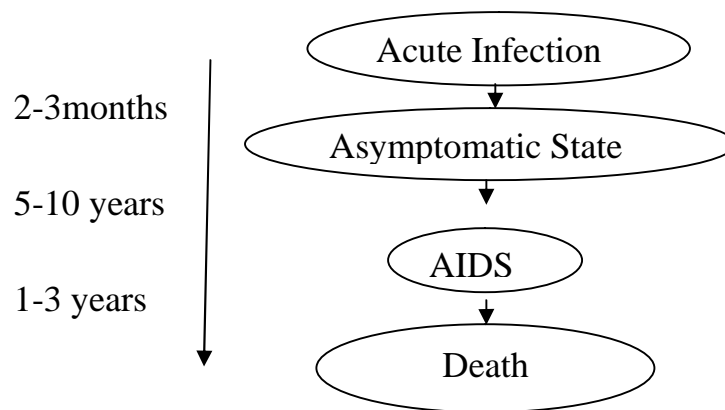 Acute Infection
2-3months
Asymptomatic State
5-10 years
AIDS
1-3 years
Death